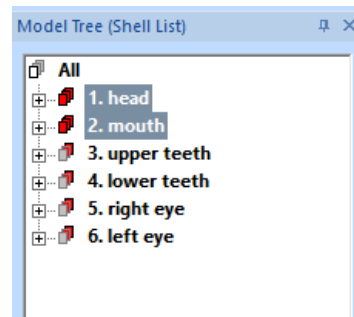 Model Tree (Shell List)
All
1. head
2. mouth
3. upper teeth
4. lower teeth
5. right eye
6. left eye